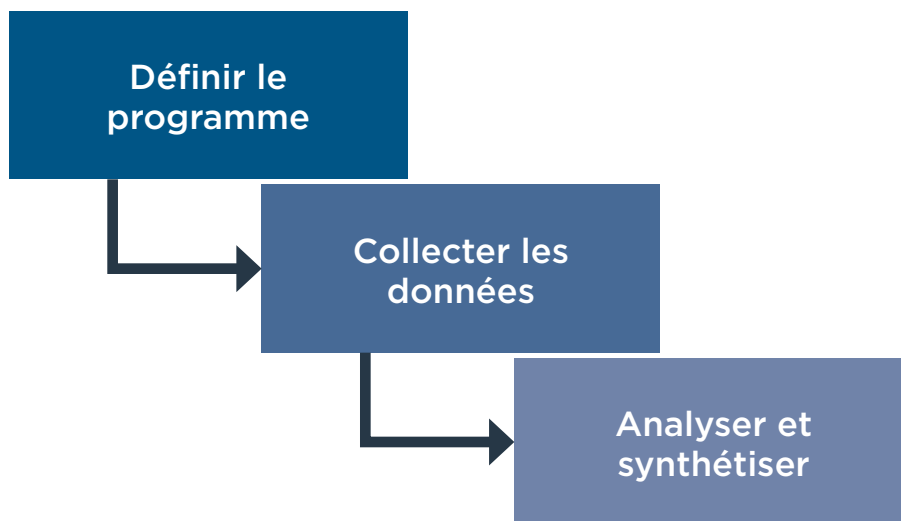 Définir le
programme
Collecter les
données
Analyser et
synthétiser